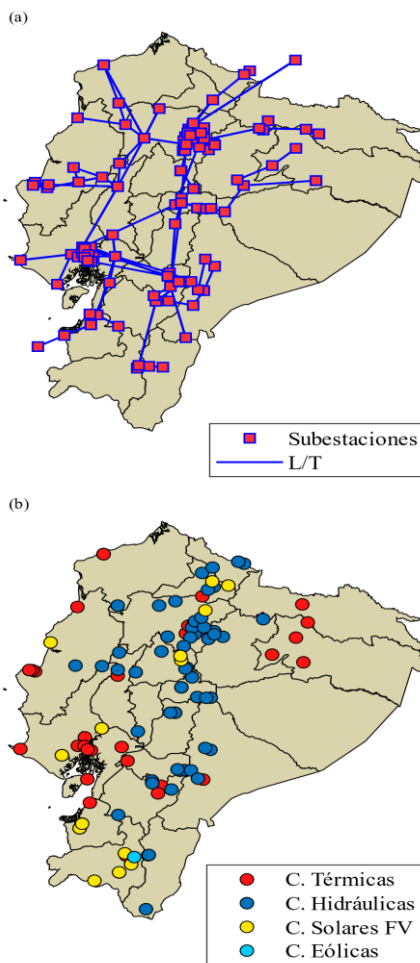 (a)
Subestaciones
L/T
(b)
C. Térmicas
C. Hidráulicas
C. Solares FV
C. Eólicas